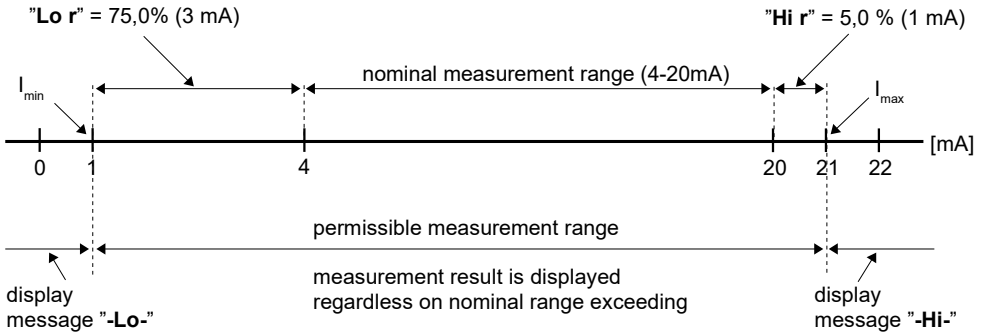 "Lo r" = 75,0% (3 mA)
"Hi r" = 5,0 % (1 mA)
nominal measurement range (4-20mA)
Imin
Imax
[mA]
0 1 4 20 21 22
permissible measurement range
measurement result is displayed
regardless on nominal range exceeding
display
message "-Lo-"
display
message "-Hi-"